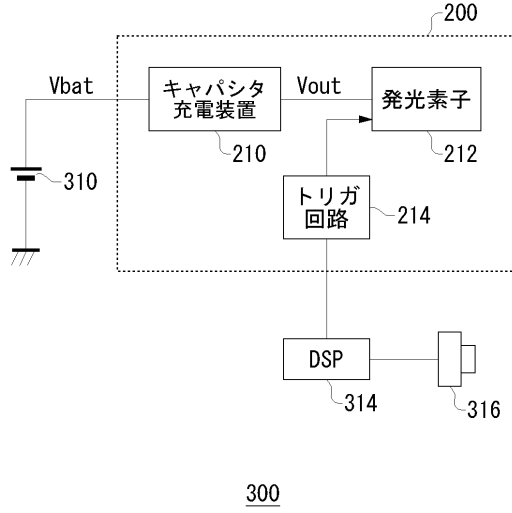 200
Vbat
キャパシタ
充電装置
Vout
発光素子
210
212
310
トリガ
回路
214
DSP
314
316
300